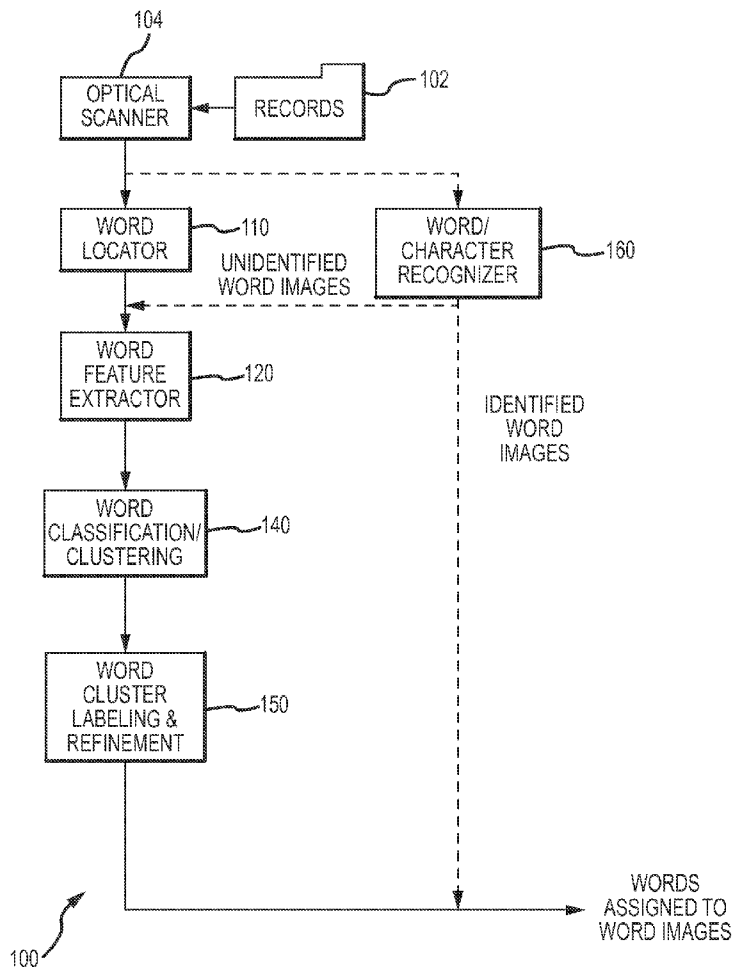 104
OPTICAL
SCANNER
RECORDS
102
WORD
LOCATOR
110
WORD/
CHARACTER
RECOGNIZER
160
UNIDENTIFIED
WORD IMAGES
WORD
FEATURE
EXTRACTOR
120
IDENTIFIED
WORD
IMAGES
WORD
CLASSIFICATION/
CLUSTERING
140
WORD
CLUSTER
LABELING &
REFINEMENT
150
WORDS
ASSIGNED TO
WORD IMAGES
100